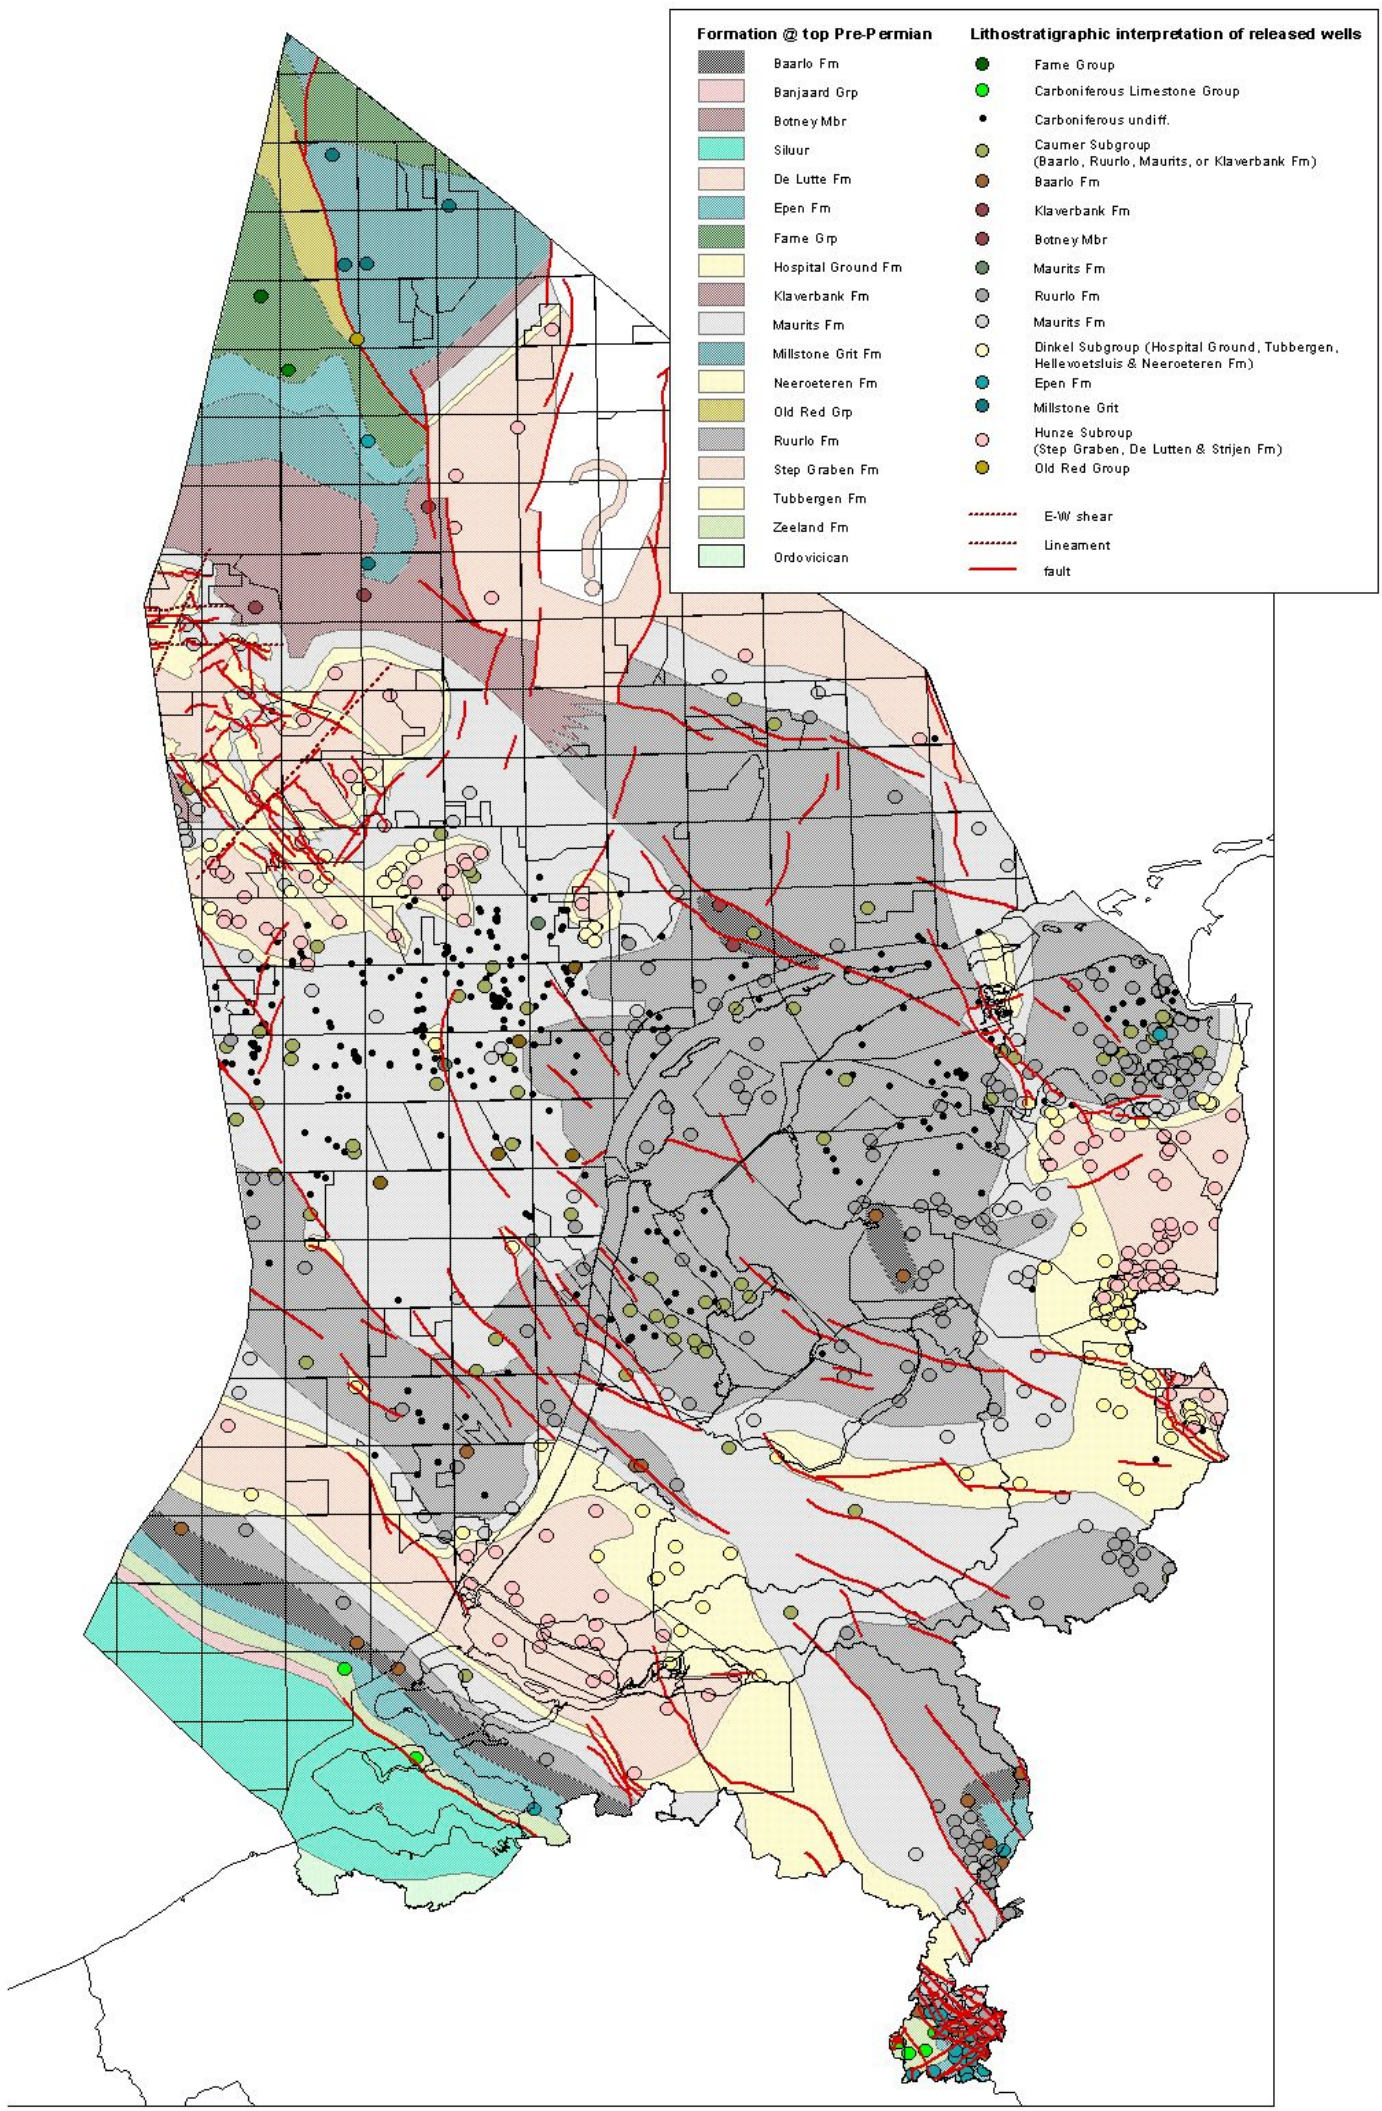 Formation @ top Pre-Permian
Baarlo Fm
Banjaard Grp
Botney Mbr
Siluur
De Lutte Fm
Epen Fm
Farne Grp
Hospital Ground Fm
Klaverbank Fm
Maurits Fm
Millstone Grit Fm
Neeroeteren Fm
Old Red Grp
Ruurlo Fm
Step Graben Fm
Tubbergen Fm
Zeeland Fm
Ordovicican
Lithostratigraphic interpretation of released wells
Farne Group
Carboniferous Limestone Group
Carboniferous undiff.
Caumer Subgroup
(Baarlo, Ruurlo, Maurits, or Klaverbank Fm)
Baarlo Fm
Klaverbank Fm
Botney Mbr
Maurits Fm
Ruurlo Fm
Maurits Fm
Dinkel Subgroup (Hospital Ground, Tubbergen,
Hellevoetsluis & Neeroeteren Fm)
Epen Fm
Millstone Grit
Hunze Subroup
(Step Graben, De Lutten & Strijen Fm)
Old Red Group
E-W shear
Lineament
fault
?